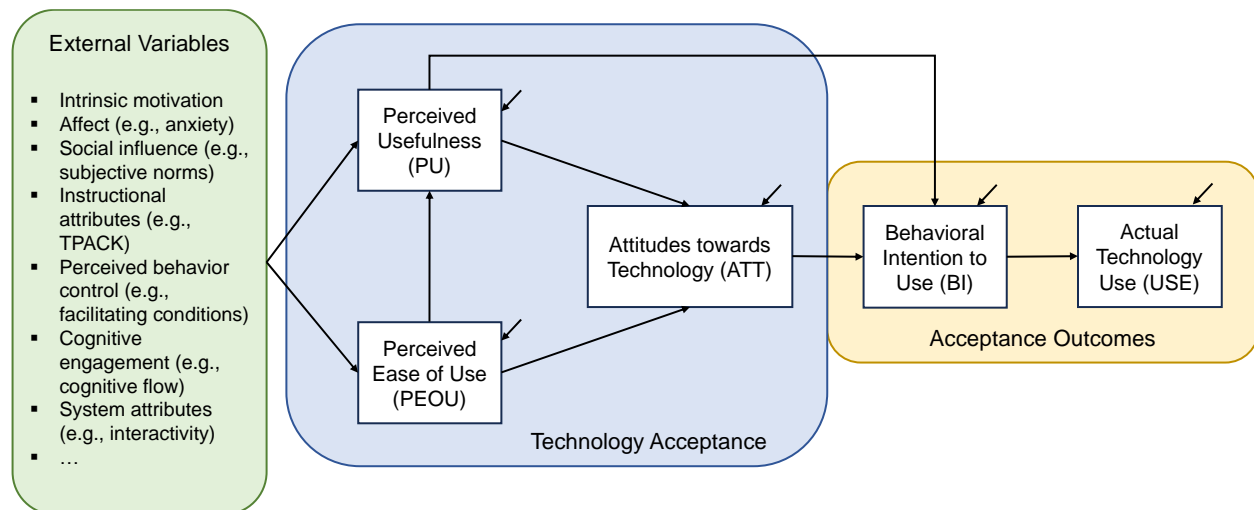 External Variables
▪ Intrinsic motivation
▪ Affect (e.g., anxiety)
▪ Social influence (e.g.,
subjective norms)
▪ Instructional
attributes (e.g.,
TPACK)
▪ Perceived behavior
control (e.g.,
facilitating conditions)
▪ Cognitive
engagement (e.g.,
cognitive flow)
▪ System attributes
(e.g., interactivity)
▪ …
Perceived
Usefulness
(PU)
Perceived
Ease of Use
(PEOU)
Attitudes towards
Technology (ATT)
Technology Acceptance
Behavioral
Intention to
Use (BI)
Actual
Technology
Use (USE)
Acceptance Outcomes